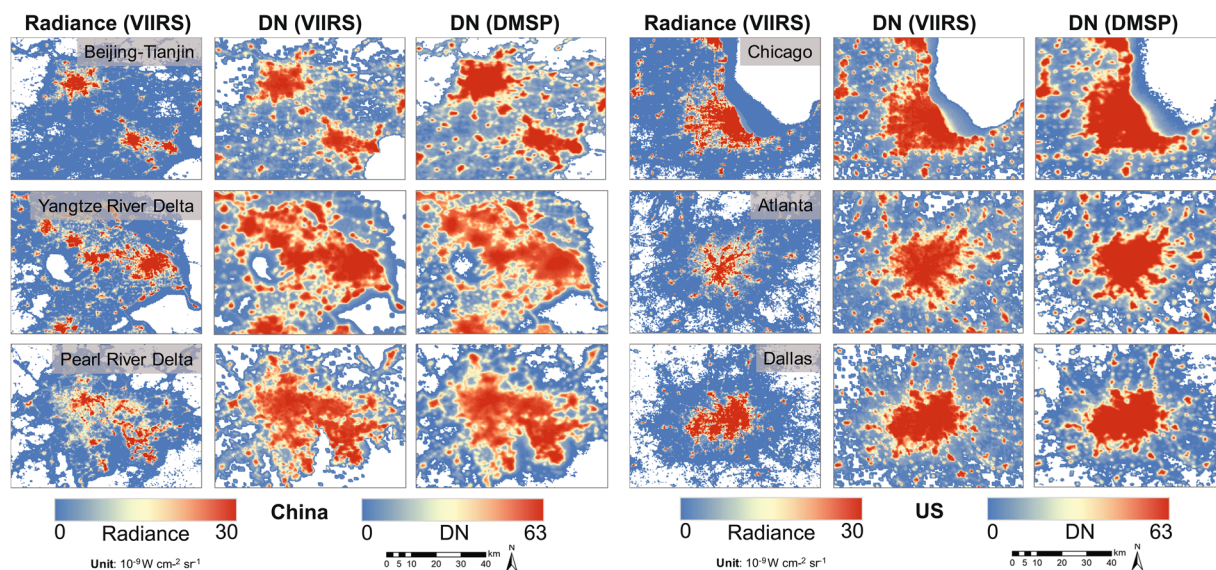 Radiance (VIIRS) DN (VIIRS) DN (DMSP) Radiance (VIIRS) DN (VIIRS) DN (DMSP)
Beijing-Tianjin Chicago
Yangtze River Delta Atlanta
Pearl River Delta Dallas
0 Radiance 30 China 0 DN 63 0 Radiance 30 US 0 DN 63
Unit: 10-9 W cm-2 sr-1 0 5 10 20 30 40 km N Unit: 10-9 W cm-2 sr-1 0 5 10 20 30 40 km N